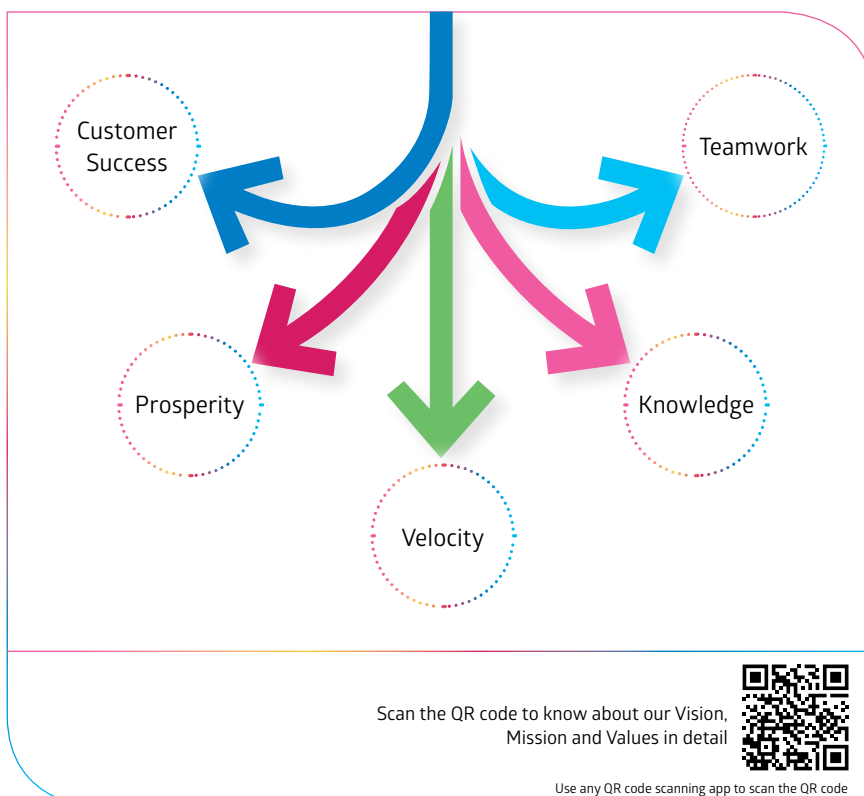 Customer
Success
Teamwork
Prosperity
Knowledge
Velocity
Scan the QR code to know about our Vision,
Mission and Values in detail
Use any QR code scanning app to scan the QR code